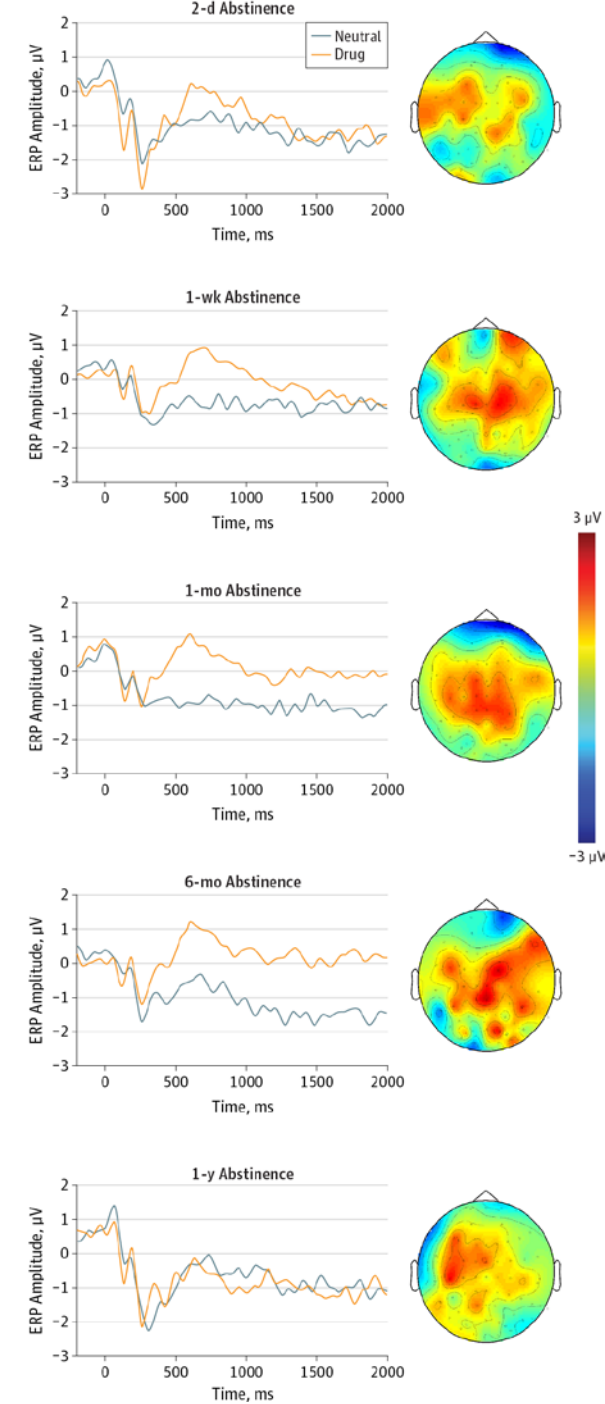 2-d Abstinence
Neutral
Drug
ERP Amplitude, µV
2
1
0
−1
−2
−3
0 500 1000 1500 2000
Time, ms
1-wk Abstinence
ERP Amplitude, µV
2
1
0
−1
−2
−3
0 500 1000 1500 2000
Time, ms
3 µV
1-mo Abstinence
ERP Amplitude, µV
2
1
0
−1
−2
−3
0 500 1000 1500 2000
Time, ms
−3 µV
6-mo Abstinence
ERP Amplitude, µV
2
1
0
−1
−2
−3
0 500 1000 1500 2000
Time, ms
1-y Abstinence
ERP Amplitude, µV
2
1
0
−1
−2
−3
0 500 1000 1500 2000
Time, ms